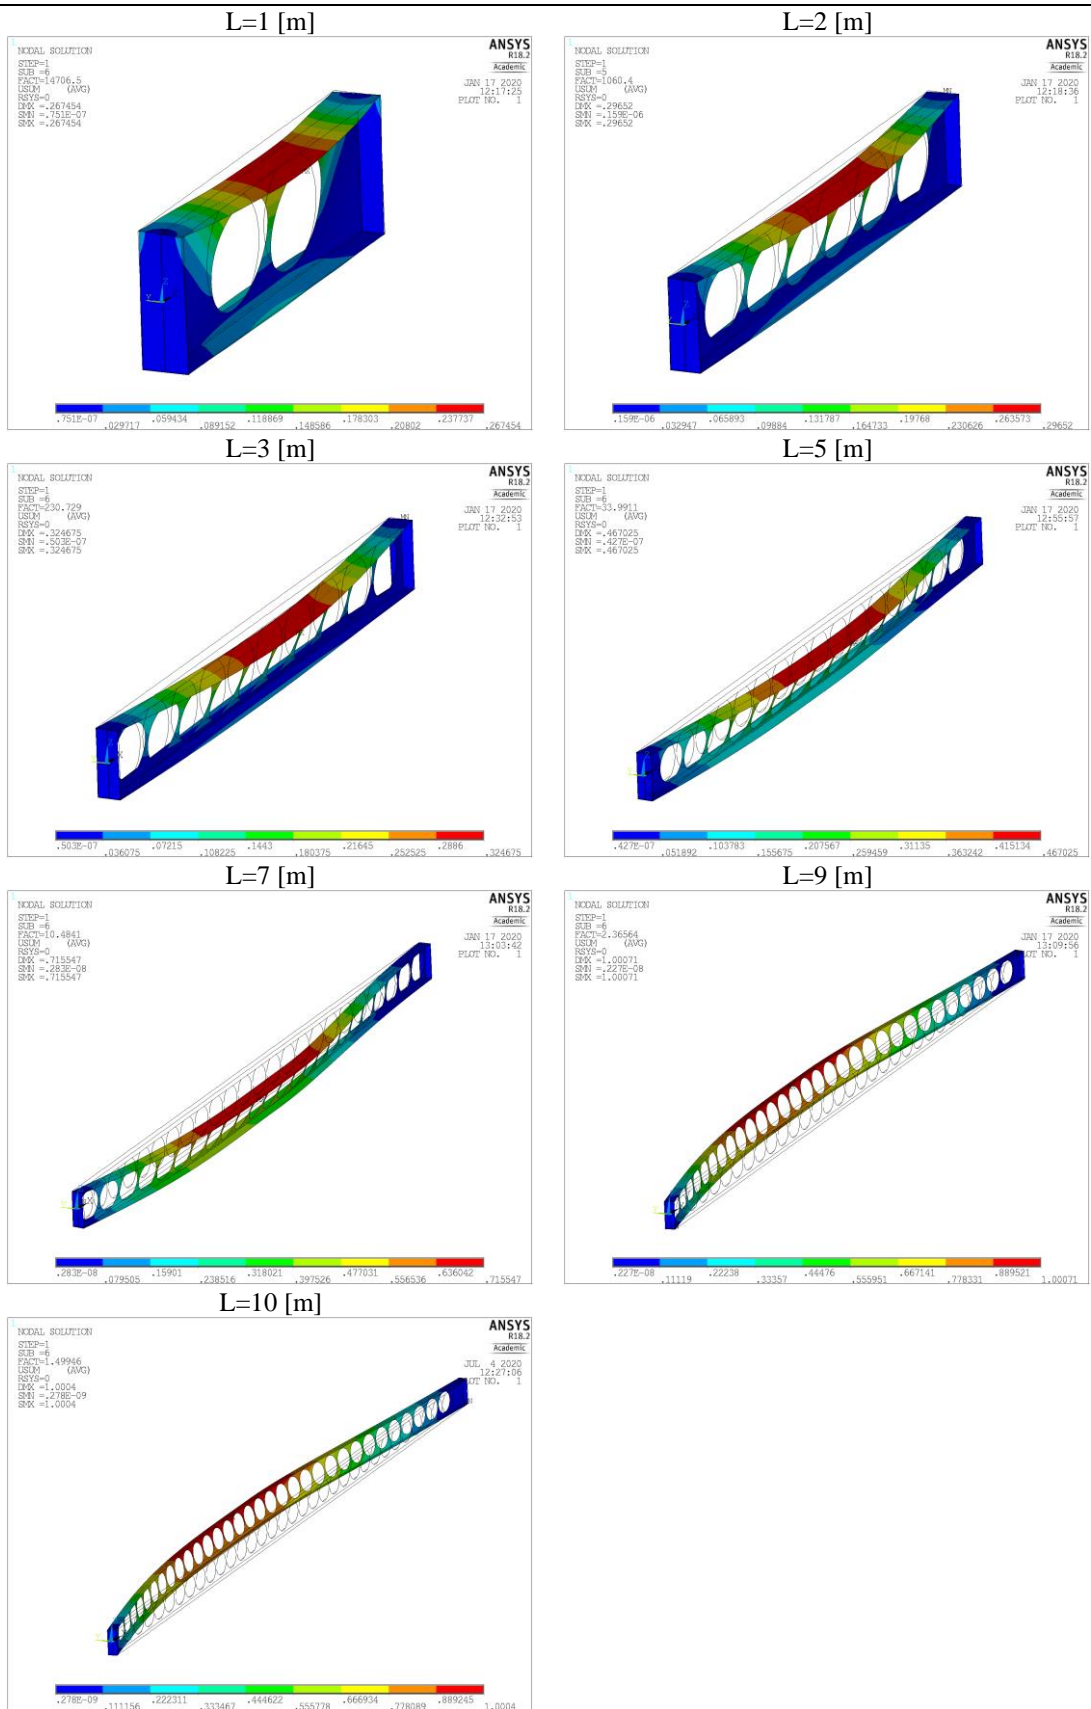 L=1 [m]
1
NODAL SOLUTION
STEP=1
SUB =6
FACT=14706.5
USUM (AVG)
RSYS=0
DMX =.267454
SMN =.751E-07
SMX =.267454
ANSYS
R18.2
Academic
JAN 17 2020
12:17:25
PLOT NO. 1
Y Z
.751E-07 .059434 .118869 .178303 .237737
.029717 .089152 .148586 .20802 .267454
L=2 [m]
1
NODAL SOLUTION
STEP=1
SUB =5
FACT=1060.4
USUM (AVG)
RSYS=0
DMX =.29652
SMN =.159E-06
SMX =.29652
ANSYS
R18.2
Academic
JAN 17 2020
12:18:36
PLOT NO. 1
MN
.159E-06 .065893 .131787 .19768 .263573
.032947 .09884 .164733 .230626 .29652
L=3 [m]
1
NODAL SOLUTION
STEP=1
SUB =6
FACT=230.729
USUM (AVG)
RSYS=0
DMX =.324675
SMN =.503E-07
SMX =.324675
ANSYS
R18.2
Academic
JAN 17 2020
12:32:53
PLOT NO. 1
MN
X
.503E-07 .07215 .1443 .21645 .2886
.036075 .108225 .180375 .252525 .324675
L=5 [m]
1
NODAL SOLUTION
STEP=1
SUB =6
FACT=33.9911
USUM (AVG)
RSYS=0
DMX =.467025
SMN =.427E-07
SMX =.467025
ANSYS
R18.2
Academic
JAN 17 2020
12:55:57
PLOT NO. 1
.427E-07 .103783 .207567 .31135 .415134
.051892 .155675 .259459 .363242 .467025
L=7 [m]
1
NODAL SOLUTION
STEP=1
SUB =6
FACT=10.4841
USUM (AVG)
RSYS=0
DMX =.715547
SMN =.283E-08
SMX =.715547
ANSYS
R18.2
Academic
JAN 17 2020
13:03:42
PLOT NO. 1
.283E-08 .15901 .318021 .477031 .636042
.079505 .238516 .397526 .556536 .715547
L=9 [m]
1
NODAL SOLUTION
STEP=1
SUB =6
FACT=2.36564
USUM (AVG)
RSYS=0
DMX =1.00071
SMN =.227E-08
SMX =1.00071
ANSYS
R18.2
Academic
JAN 17 2020
13:09:56
PLOT NO. 1
.227E-08 .22238 .44476 .667141 .889521
.11119 .33357 .555951 .778331 1.00071
L=10 [m]
1
NODAL SOLUTION
STEP=1
SUB =6
FACT=1.49946
USUM (AVG)
RSYS=0
DMX =1.0004
SMN =.278E-09
SMX =1.0004
ANSYS
R18.2
Academic
JUL 4 2020
12:27:06
PLOT NO. 1
.278E-09 .222311 .444622 .666934 .889245
.111156 .333467 .555778 .778089 1.0004